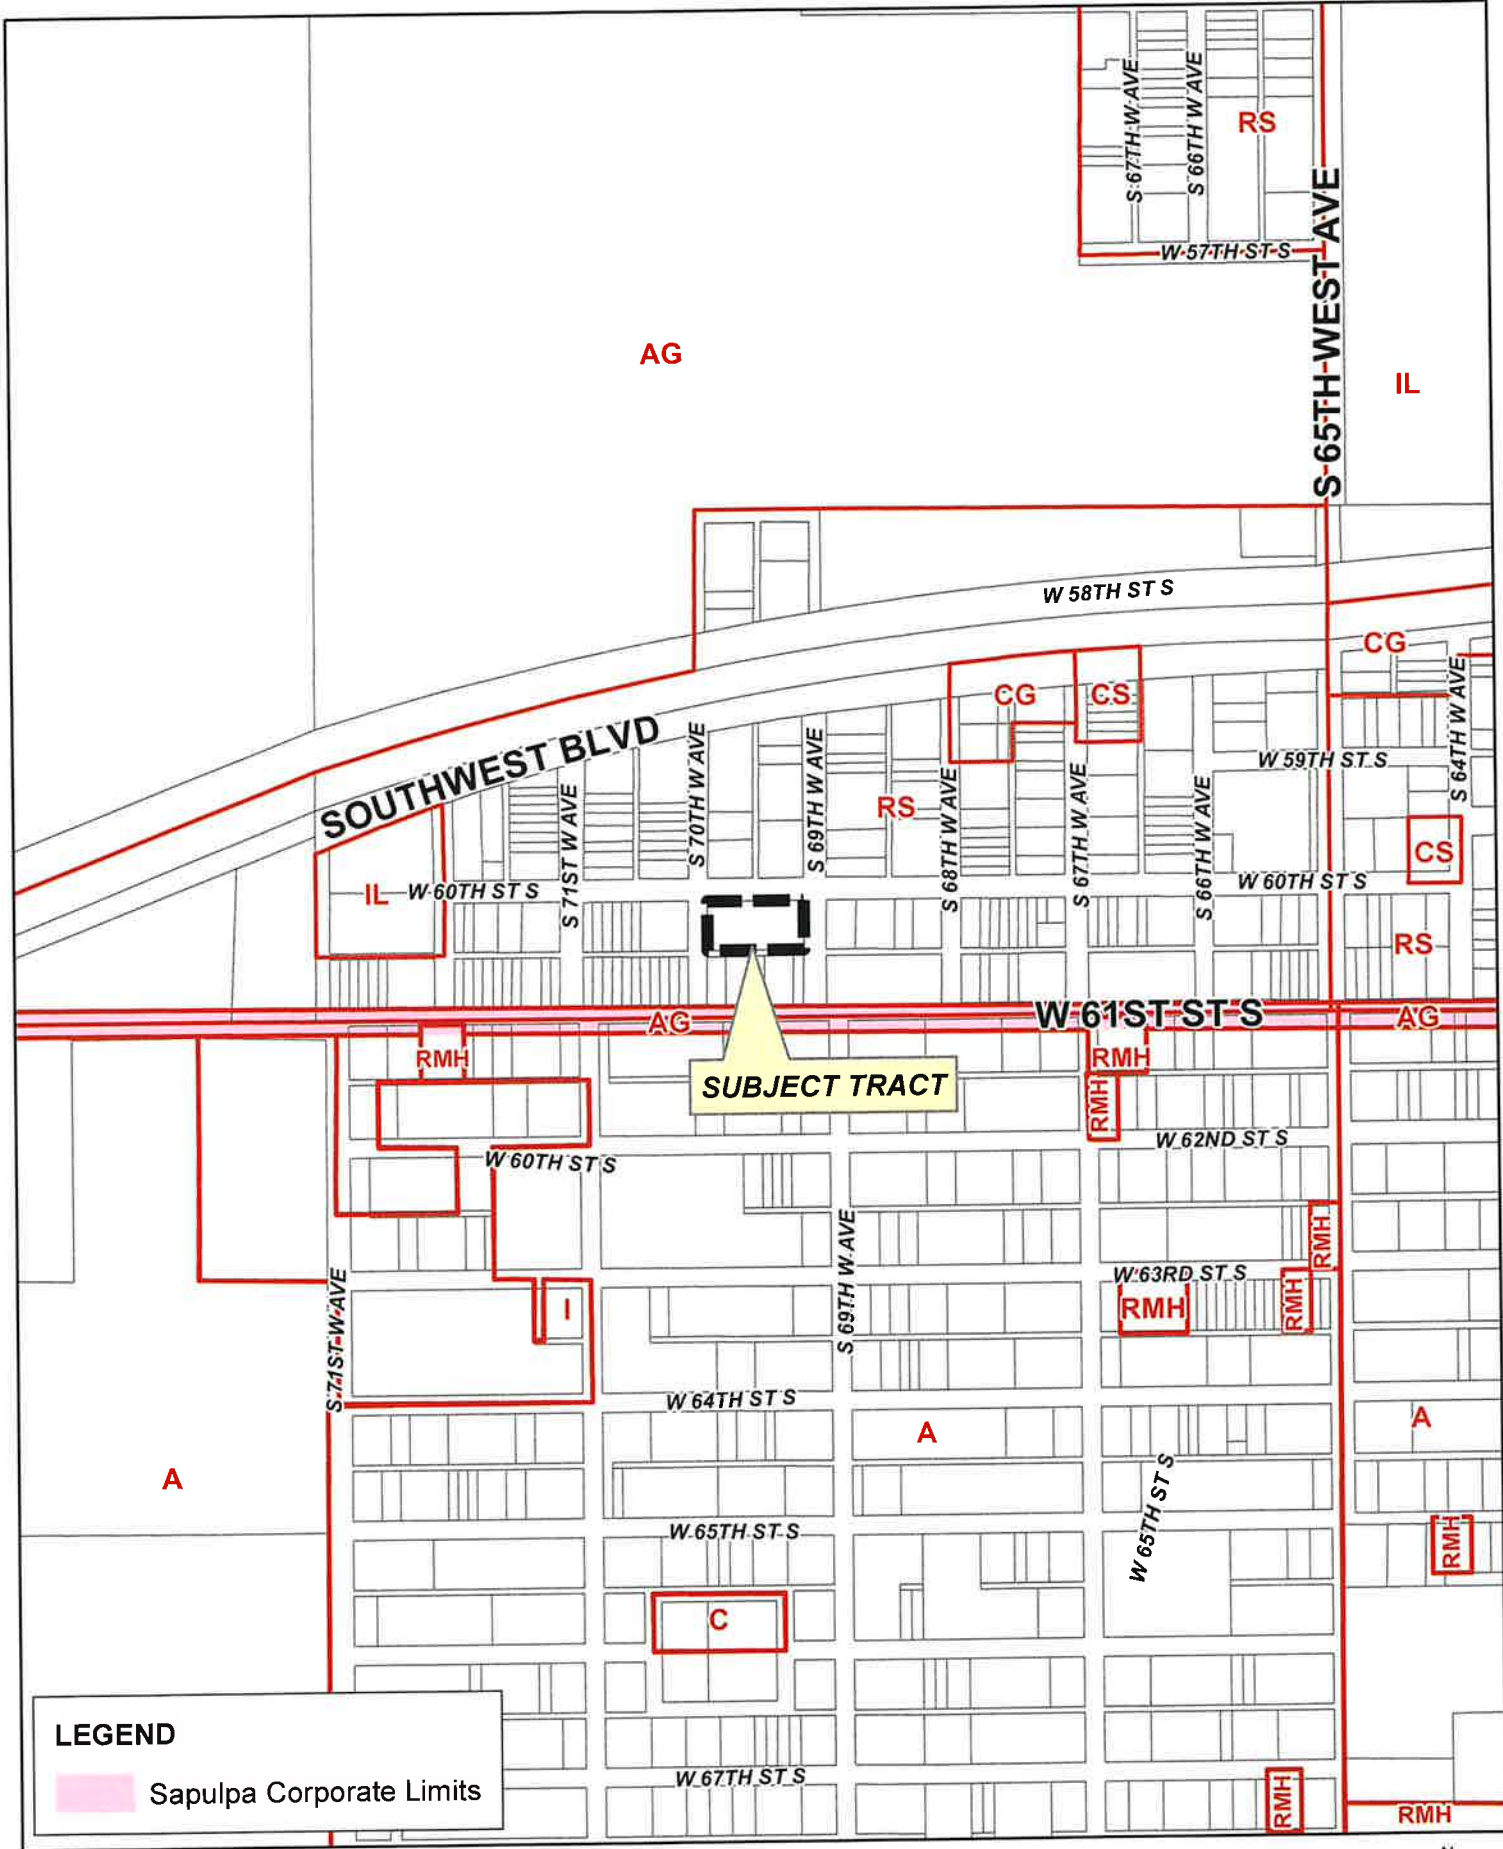 S 67TH W AVE
S 66TH W AVE
RS
S 65TH WEST AVE
W 57TH ST S
AG
IL
W 58TH ST S
CG
CG
CS
S 64TH W AVE
SOUTHWEST BLVD
S 70TH W AVE
S 69TH W AVE
W 59TH ST S
S 71ST W AVE
RS
S 68TH W AVE
S 67TH W AVE
S 66TH W AVE
CS
IL
W 60TH ST S
W 60TH ST S
RS
AG
W 61ST ST S
AG
RMH
RMH
SUBJECT TRACT
RMH
W 62ND ST S
W 60TH ST S
S 69TH W AVE
RMH
W 63RD ST S
S 71ST W AVE
I
RMH
RMH
W 64TH ST S
A
A
A
W 65TH ST S
W 65TH ST S
RMH
C
LEGEND
Sapulpa Corporate Limits
W 67TH ST S
RMH
RMH